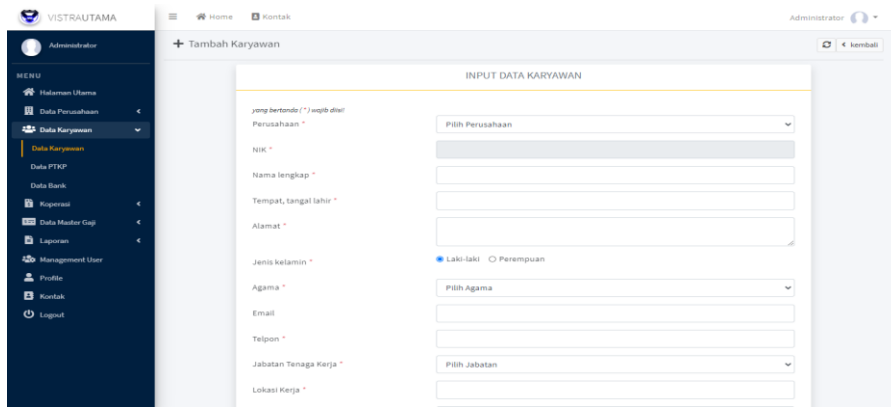 VISTRAUTAMA
Home
Kontak
Administrator
Administrator
MENU
Halaman Utama
Data Perusahaan
Data Karyawan
Data Karyawan
Data PTKP
Data Bank
Koperasi
Data Master Gaji
Laporan
Management User
Profile
Kontak
Logout
Tambah Karyawan
kembali
INPUT DATA KARYAWAN
yang bertanda ( * ) wajib diisi!
Perusahaan *
Pilih Perusahaan
NIK *
Nama lengkap *
Tempat, tangal lahir *
Alamat *
Jenis kelamin *
Laki-laki
Perempuan
Agama *
Pilih Agama
Email
Telpon *
Jabatan Tenaga Kerja *
Pilih Jabatan
Lokasi Kerja *